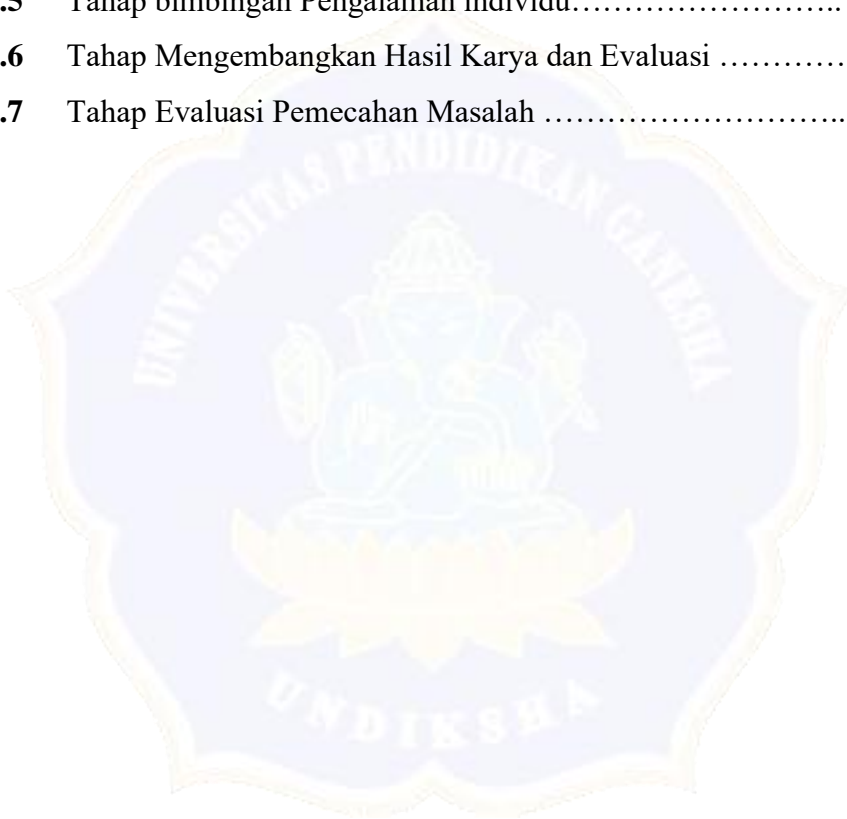 .5 Tahap bimbingan Pengalaman individu……………………..
.6 Tahap Mengembangkan Hasil Karya dan Evaluasi …………
.7 Tahap Evaluasi Pemecahan Masalah ………………………..
UNIVERSITAS PENDIDIKAN GANESHA
UNDIKSHA